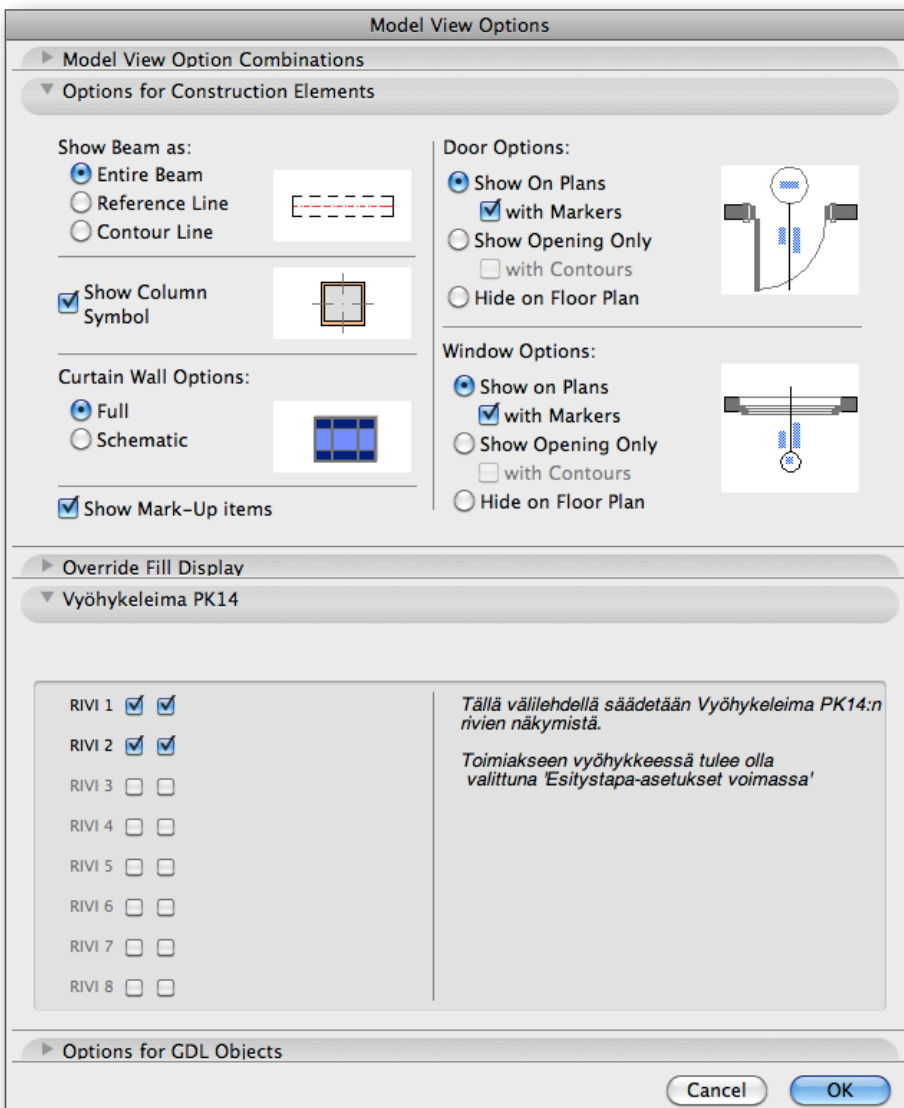 Model View Options
Model View Option Combinations
Options for Construction Elements
Show Beam as:
Entire Beam
Reference Line
Contour Line
Show Column
Symbol
Curtain Wall Options:
Full
Schematic
Show Mark-Up items
Door Options:
Show On Plans
with Markers
Show Opening Only
with Contours
Hide on Floor Plan
Window Options:
Show on Plans
with Markers
Show Opening Only
with Contours
Hide on Floor Plan
Override Fill Display
Vyöhykeleima PK14
RIVI 1
RIVI 2
RIVI 3
RIVI 4
RIVI 5
RIVI 6
RIVI 7
RIVI 8
Tällä välilehdellä säädetään Vyöhykeleima PK14:n
rivien näkymistä.
Toimiakseen vyöhykkeessä tulee olla
valittuna 'Esitystapa-asetukset voimassa'
Options for GDL Objects
Cancel
OK